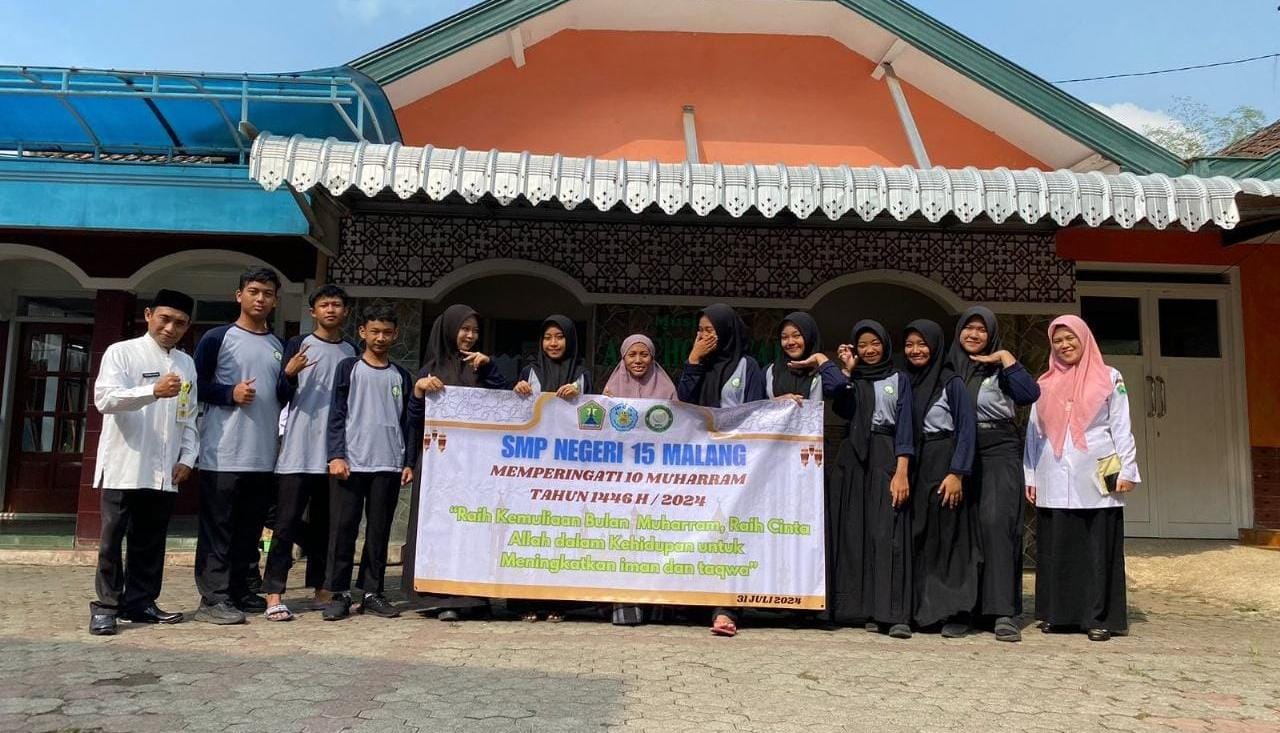 SMP NEGERI 15 MALANG
MEMPERINGATI 10 MUHARRAM
TAHUN 1446 H / 2024
"Raih Kemuliaan Bulan Muharram, Raih Cinta
Allah dalam Kehidupan untuk
Meningkatkan iman dan taqwa"
31 JULI 2024